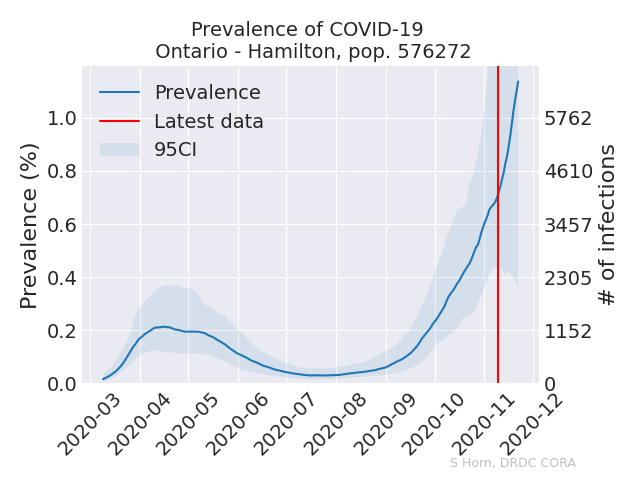 Prevalence of COVID-19
Ontario - Hamilton, pop. 576272
Prevalence
Latest data
95CI
Prevalence (%)
1.0
0.8
0.6
0.4
0.2
0.0
5762
4610
3457
2305
1152
0
# of infections
2020-03
2020-04
2020-05
2020-06
2020-07
2020-08
2020-09
2020-10
2020-11
2020-12
S Horn, DRDC CORA